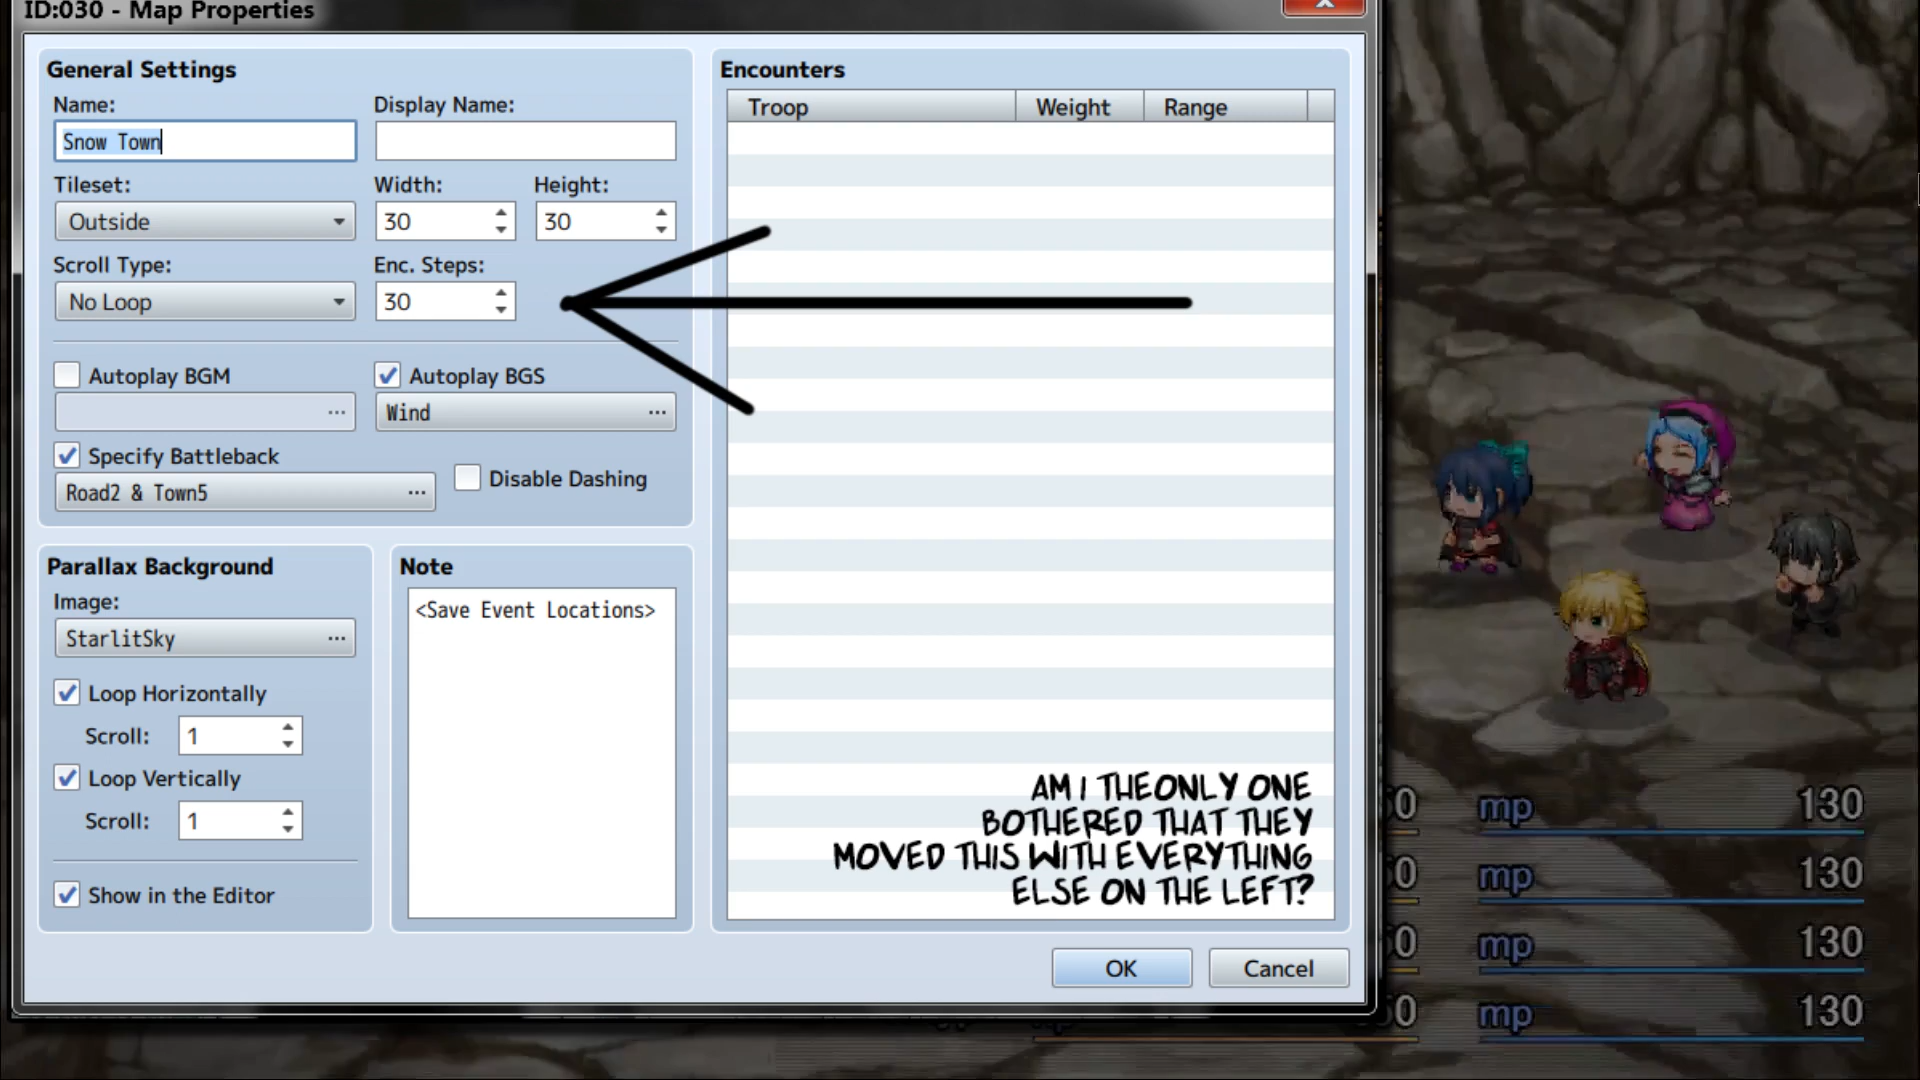 ID:030 - Map Properties
General Settings
Name:
Display Name:
Snow Town
Tileset:
Width:
Height:
Outside
30
30
Scroll Type:
Enc. Steps:
No Loop
30
Autoplay BGM
Autoplay BGS
...
Wind
...
Specify Battleback
Road2 & Town5
...
Disable Dashing
Parallax Background
Image:
StarlitSky
...
Loop Horizontally
Scroll:
1
Loop Vertically
Scroll:
1
Show in the Editor
Note
<Save Event Locations>
Encounters
Troop
Weight
Range
AM I THEONLY ONE
BOTHERED THAT THEY
MOVED THIS WITH EVERYTHING
ELSE ON THE LEFT?
OK
Cancel
mp
130
mp
130
mp
130
mp
130